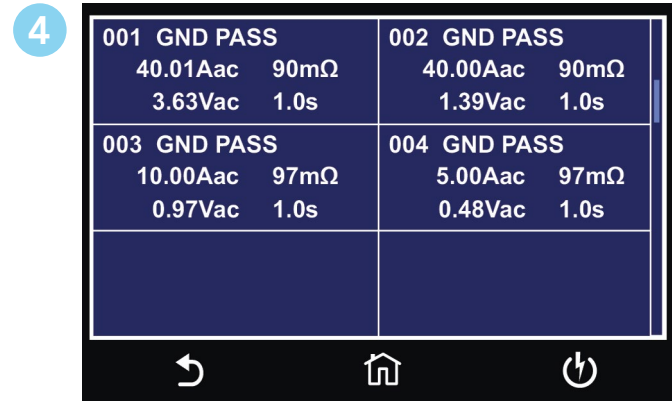 4
001 GND PASS
40.01Aac 90mΩ
3.63Vac 1.0s
002 GND PASS
40.00Aac 90mΩ
1.39Vac 1.0s
003 GND PASS
10.00Aac 97mΩ
0.97Vac 1.0s
004 GND PASS
5.00Aac 97mΩ
0.48Vac 1.0s